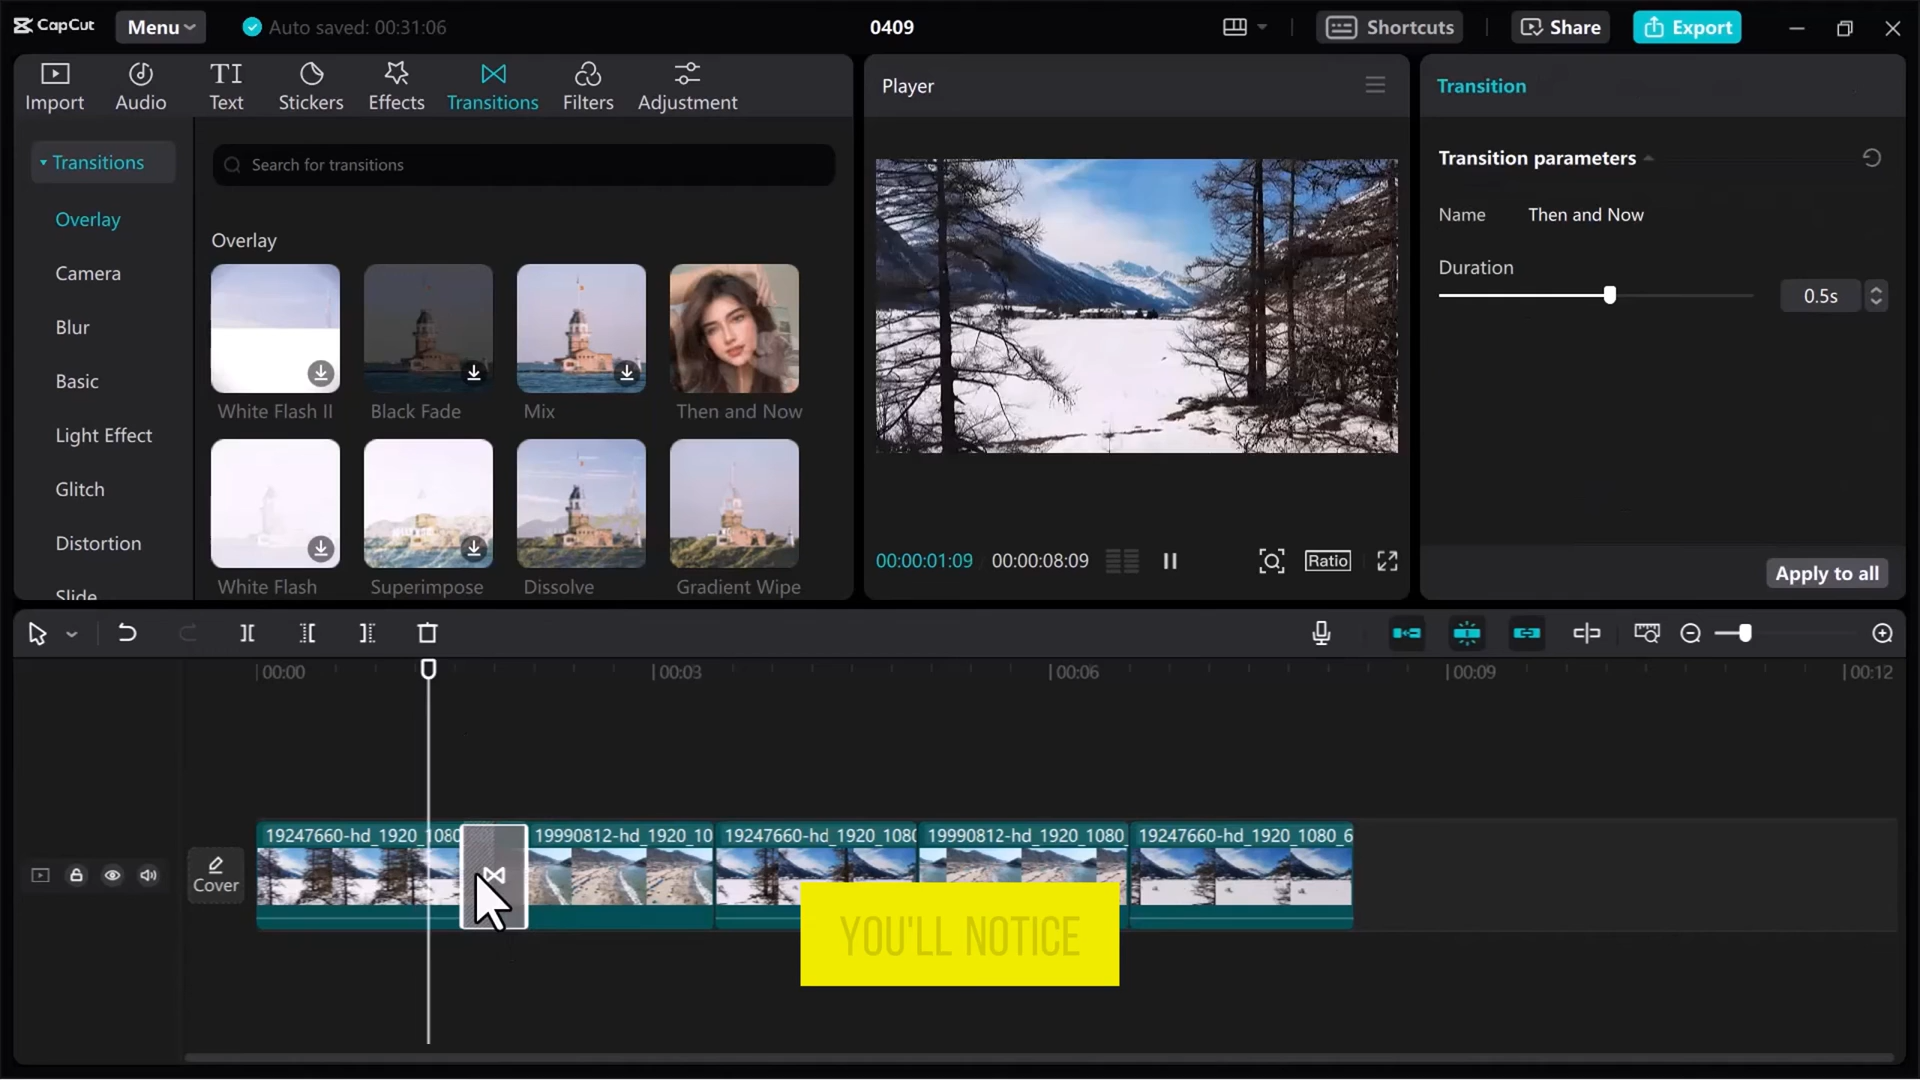 CapCut
Menu
Auto saved: 00:31:06
0409
Shortcuts
Share
Export
Import
Audio
TI
Text
Stickers
Effects
Transitions
Filters
Adjustment
Transitions
Overlay
Camera
Blur
Basic
Light Effect
Glitch
Distortion
Slide
Search for transitions
Overlay
White Flash II
Black Fade
Mix
Then and Now
White Flash
Superimpose
Dissolve
Gradient Wipe
Player
00:00:01:09
00:00:08:09
Ratio
Transition
Transition parameters
Name
Then and Now
Duration
0.5s
Apply to all
00:00
00:03
00:06
00:09
00:12
Cover
19247660-hd_1920_1080
19990812-hd_1920_10
19247660-hd_1920_1080
19990812-hd_1920_1080_
19247660-hd_1920_1080_6
YOU'LL NOTICE